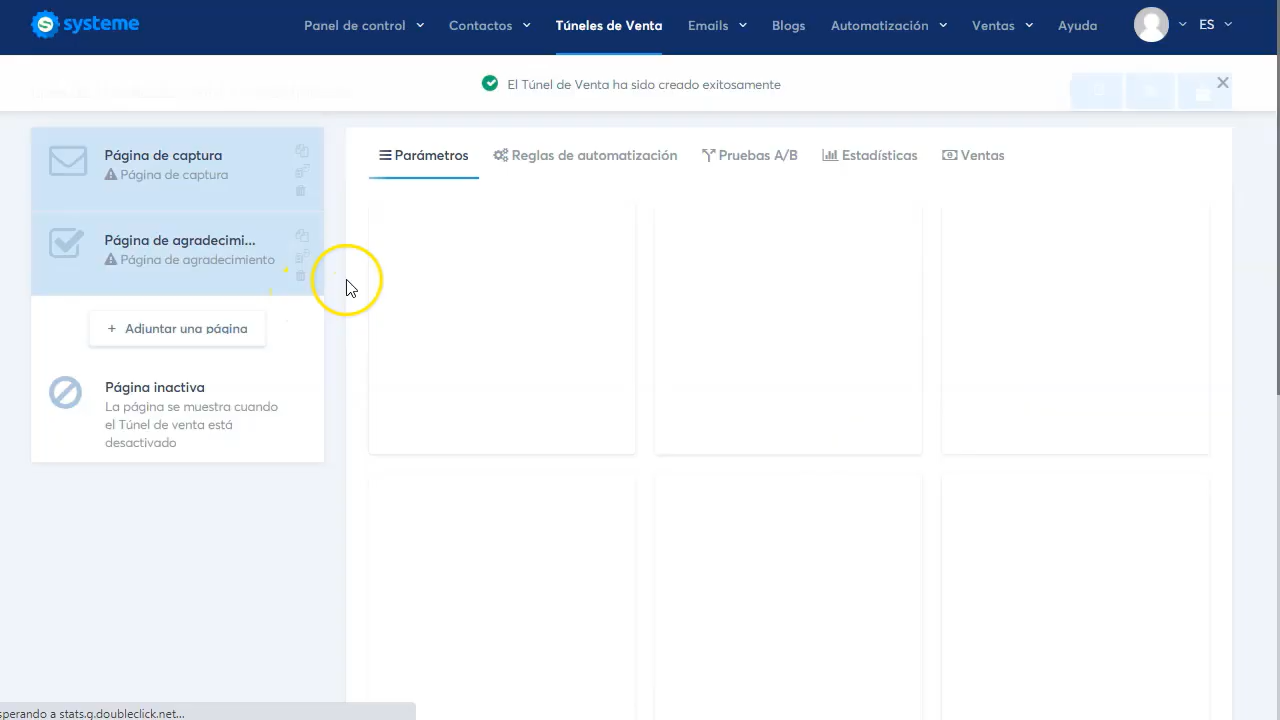 systeme
Panel de control
Contactos
Túneles de Venta
Emails
Blogs
Automatización
Ventas
Ayuda
ES
El Túnel de Venta ha sido creado exitosamente
Página de captura
Página de captura
Página de agradecimi...
Página de agradecimiento
+ Adjuntar una página
Página inactiva
La página se muestra cuando
el Túnel de venta está
desactivado
Parámetros
Reglas de automatización
Pruebas A/B
Estadísticas
Ventas
sperando a stats.g.doubleclick.net...